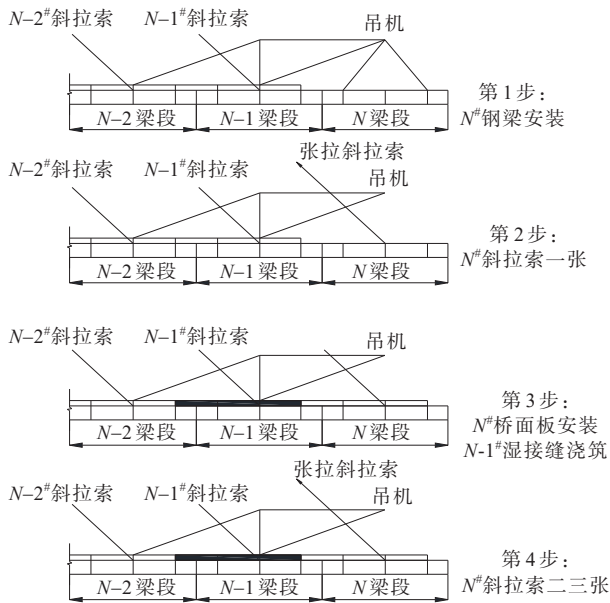 N–2#斜拉索 N–1#斜拉索 吊机
第1步：
N#钢梁安装
N–2梁段 N–1梁段 N梁段
张拉斜拉索
N–2#斜拉索 N–1#斜拉索 吊机
第2步：
N#斜拉索一张
N–2梁段 N–1梁段 N梁段
N–2#斜拉索 N–1#斜拉索 吊机
第3步：
N#桥面板安装
N-1#湿接缝浇筑
N–2梁段 N–1梁段 N梁段
张拉斜拉索
N–2#斜拉索 N–1#斜拉索 吊机
第4步：
N#斜拉索二三张
N–2梁段 N–1梁段 N梁段